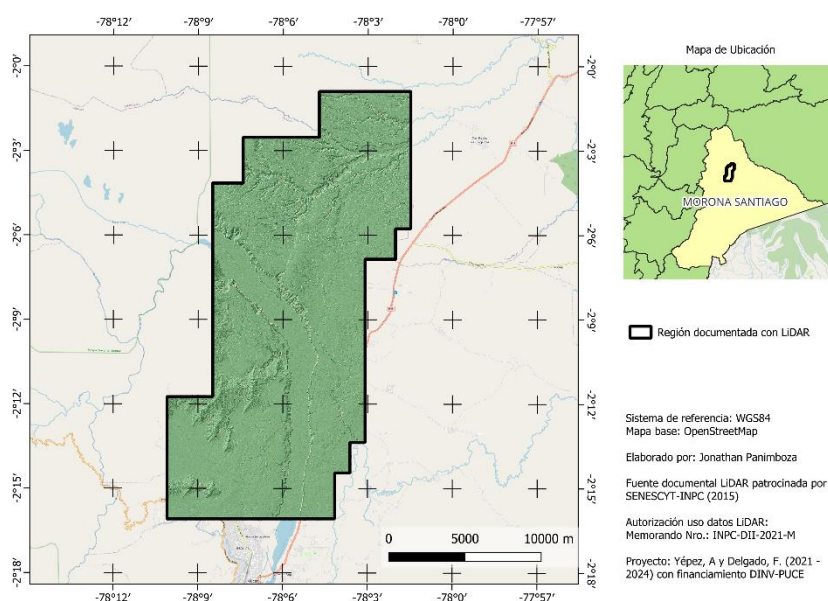 -78°12' -78°9' -78°6' -78°3' -78°0' -77°57'
-2°0' -2°0'
-2°3' -2°3'
-2°6' -2°6'
-2°9' -2°9'
-2°12' -2°12'
-2°15' -2°15'
-2°18' -2°18'
0 5000 10000 m
-78°12' -78°9' -78°6' -78°3' -78°0' -77°57'
Mapa de Ubicación
MORONA SANTIAGO
Región documentada con LiDAR
Sistema de referencia: WGS84
Mapa base: OpenStreetMap
Elaborado por: Jonathan Panimboza
Fuente documental LiDAR patrocinada por
SENESCYT-INPC (2015)
Autorización uso datos LiDAR:
Memorando Nro.: INPC-DII-2021-M
Proyecto: Yépez, A y Delgado, F. (2021 -
2024) con financiamiento DINV-PUCE